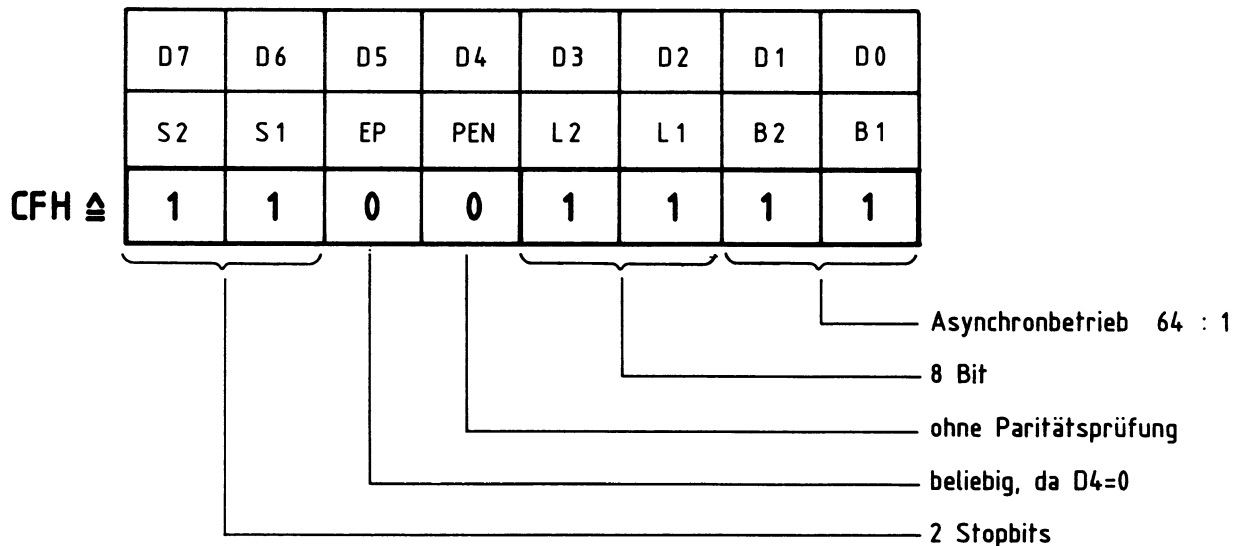 D7 D6 D5 D4 D3 D2 D1 D0
S2 S1 EP PEN L2 L1 B2 B1
CFH ≙ 1 1 0 0 1 1 1 1
Asynchronbetrieb 64 : 1
8 Bit
ohne Paritätsprüfung
beliebig, da D4=0
2 Stopbits